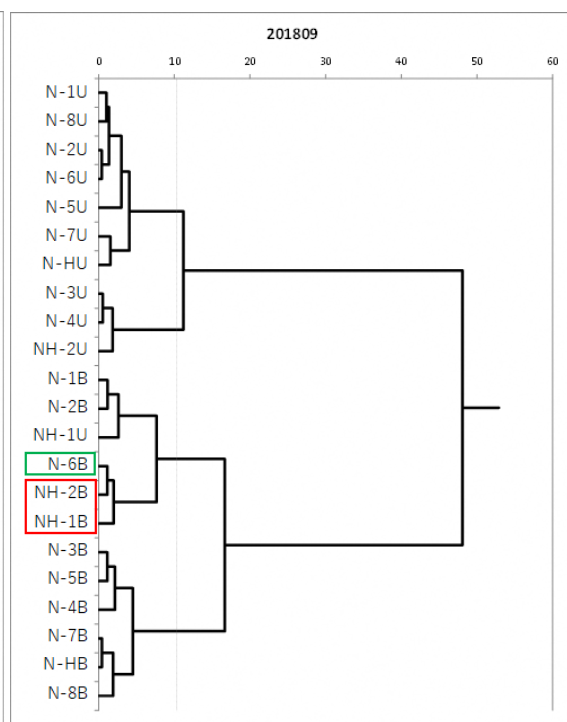 201809
0 10 20 30 40 50 60
N-1U
N-8U
N-2U
N-6U
N-5U
N-7U
N-HU
N-3U
N-4U
NH-2U
N-1B
N-2B
NH-1U
N-6B
NH-2B
NH-1B
N-3B
N-5B
N-4B
N-7B
N-HB
N-8B